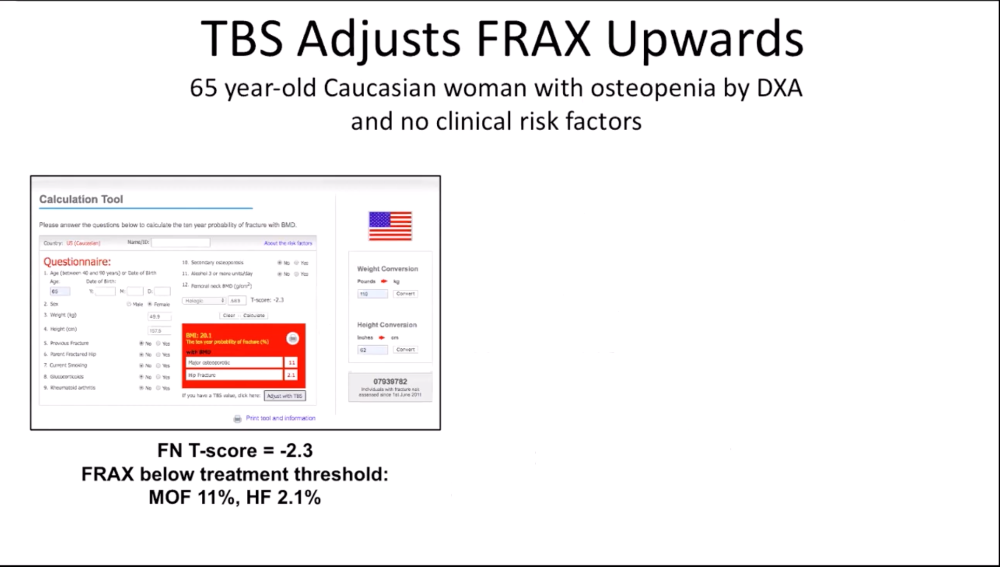 TBS Adjusts FRAX Upwards
65 year-old Caucasian woman with osteopenia by DXA
and no clinical risk factors
Calculation Tool
Please answer the questions below to calculate the ten year probability of fracture with BMD.
Country: US (Caucasian) Name/ID: About the risk factors
Questionnaire:
1. Age (between 40 and 90 years) or Date of Birth
Age: Date of Birth:
65 Y: M: D:
2. Sex Male Female
3. Weight (kg) 49.9
4. Height (cm) 157.5
5. Previous Fracture No Yes
6. Parent Fractured Hip No Yes
7. Current Smoking No Yes
8. Glucocorticoids No Yes
9. Rheumatoid arthritis No Yes
10. Secondary osteoporosis No Yes
11. Alcohol 3 or more units/day No Yes
12. Femoral neck BMD (g/cm²)
Hologic .583 T-score: -2.3
Clear Calculate
BMI: 20.1
The ten year probability of fracture (%)
with BMD
Major osteoporotic 11
Hip Fracture 2.1
If you have a TBS value, click here: Adjust with TBS
Print tool and information
Weight Conversion
Pounds kg
110 Convert
Height Conversion
Inches cm
62 Convert
07939782
Individuals with fracture risk
assessed since 1st June 2011
FN T-score = -2.3
FRAX below treatment threshold:
MOF 11%, HF 2.1%